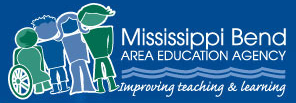 Mississippi Bend
AREA EDUCATION AGENCY
Improving teaching & learning